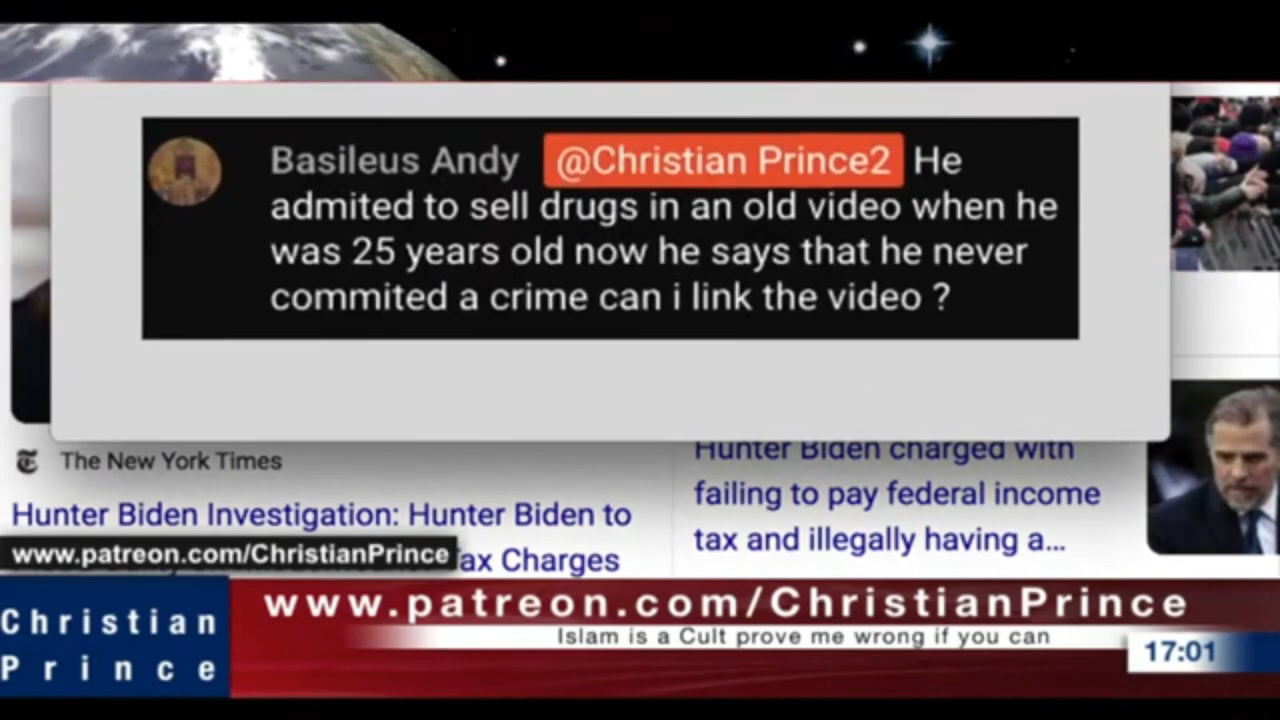 Basileus Andy @Christian Prince2 He
admited to sell drugs in an old video when he
was 25 years old now he says that he never
commited a crime can i link the video ?
The New York Times
Hunter Biden Investigation: Hunter Biden to
ax Charges
Hunter Biden charged with
failing to pay federal income
tax and illegally having a...
www.patreon.com/ChristianPrince
Christian
Prince
www.patreon.com/ChristianPrince
Islam is a Cult prove me wrong if you can
17:01